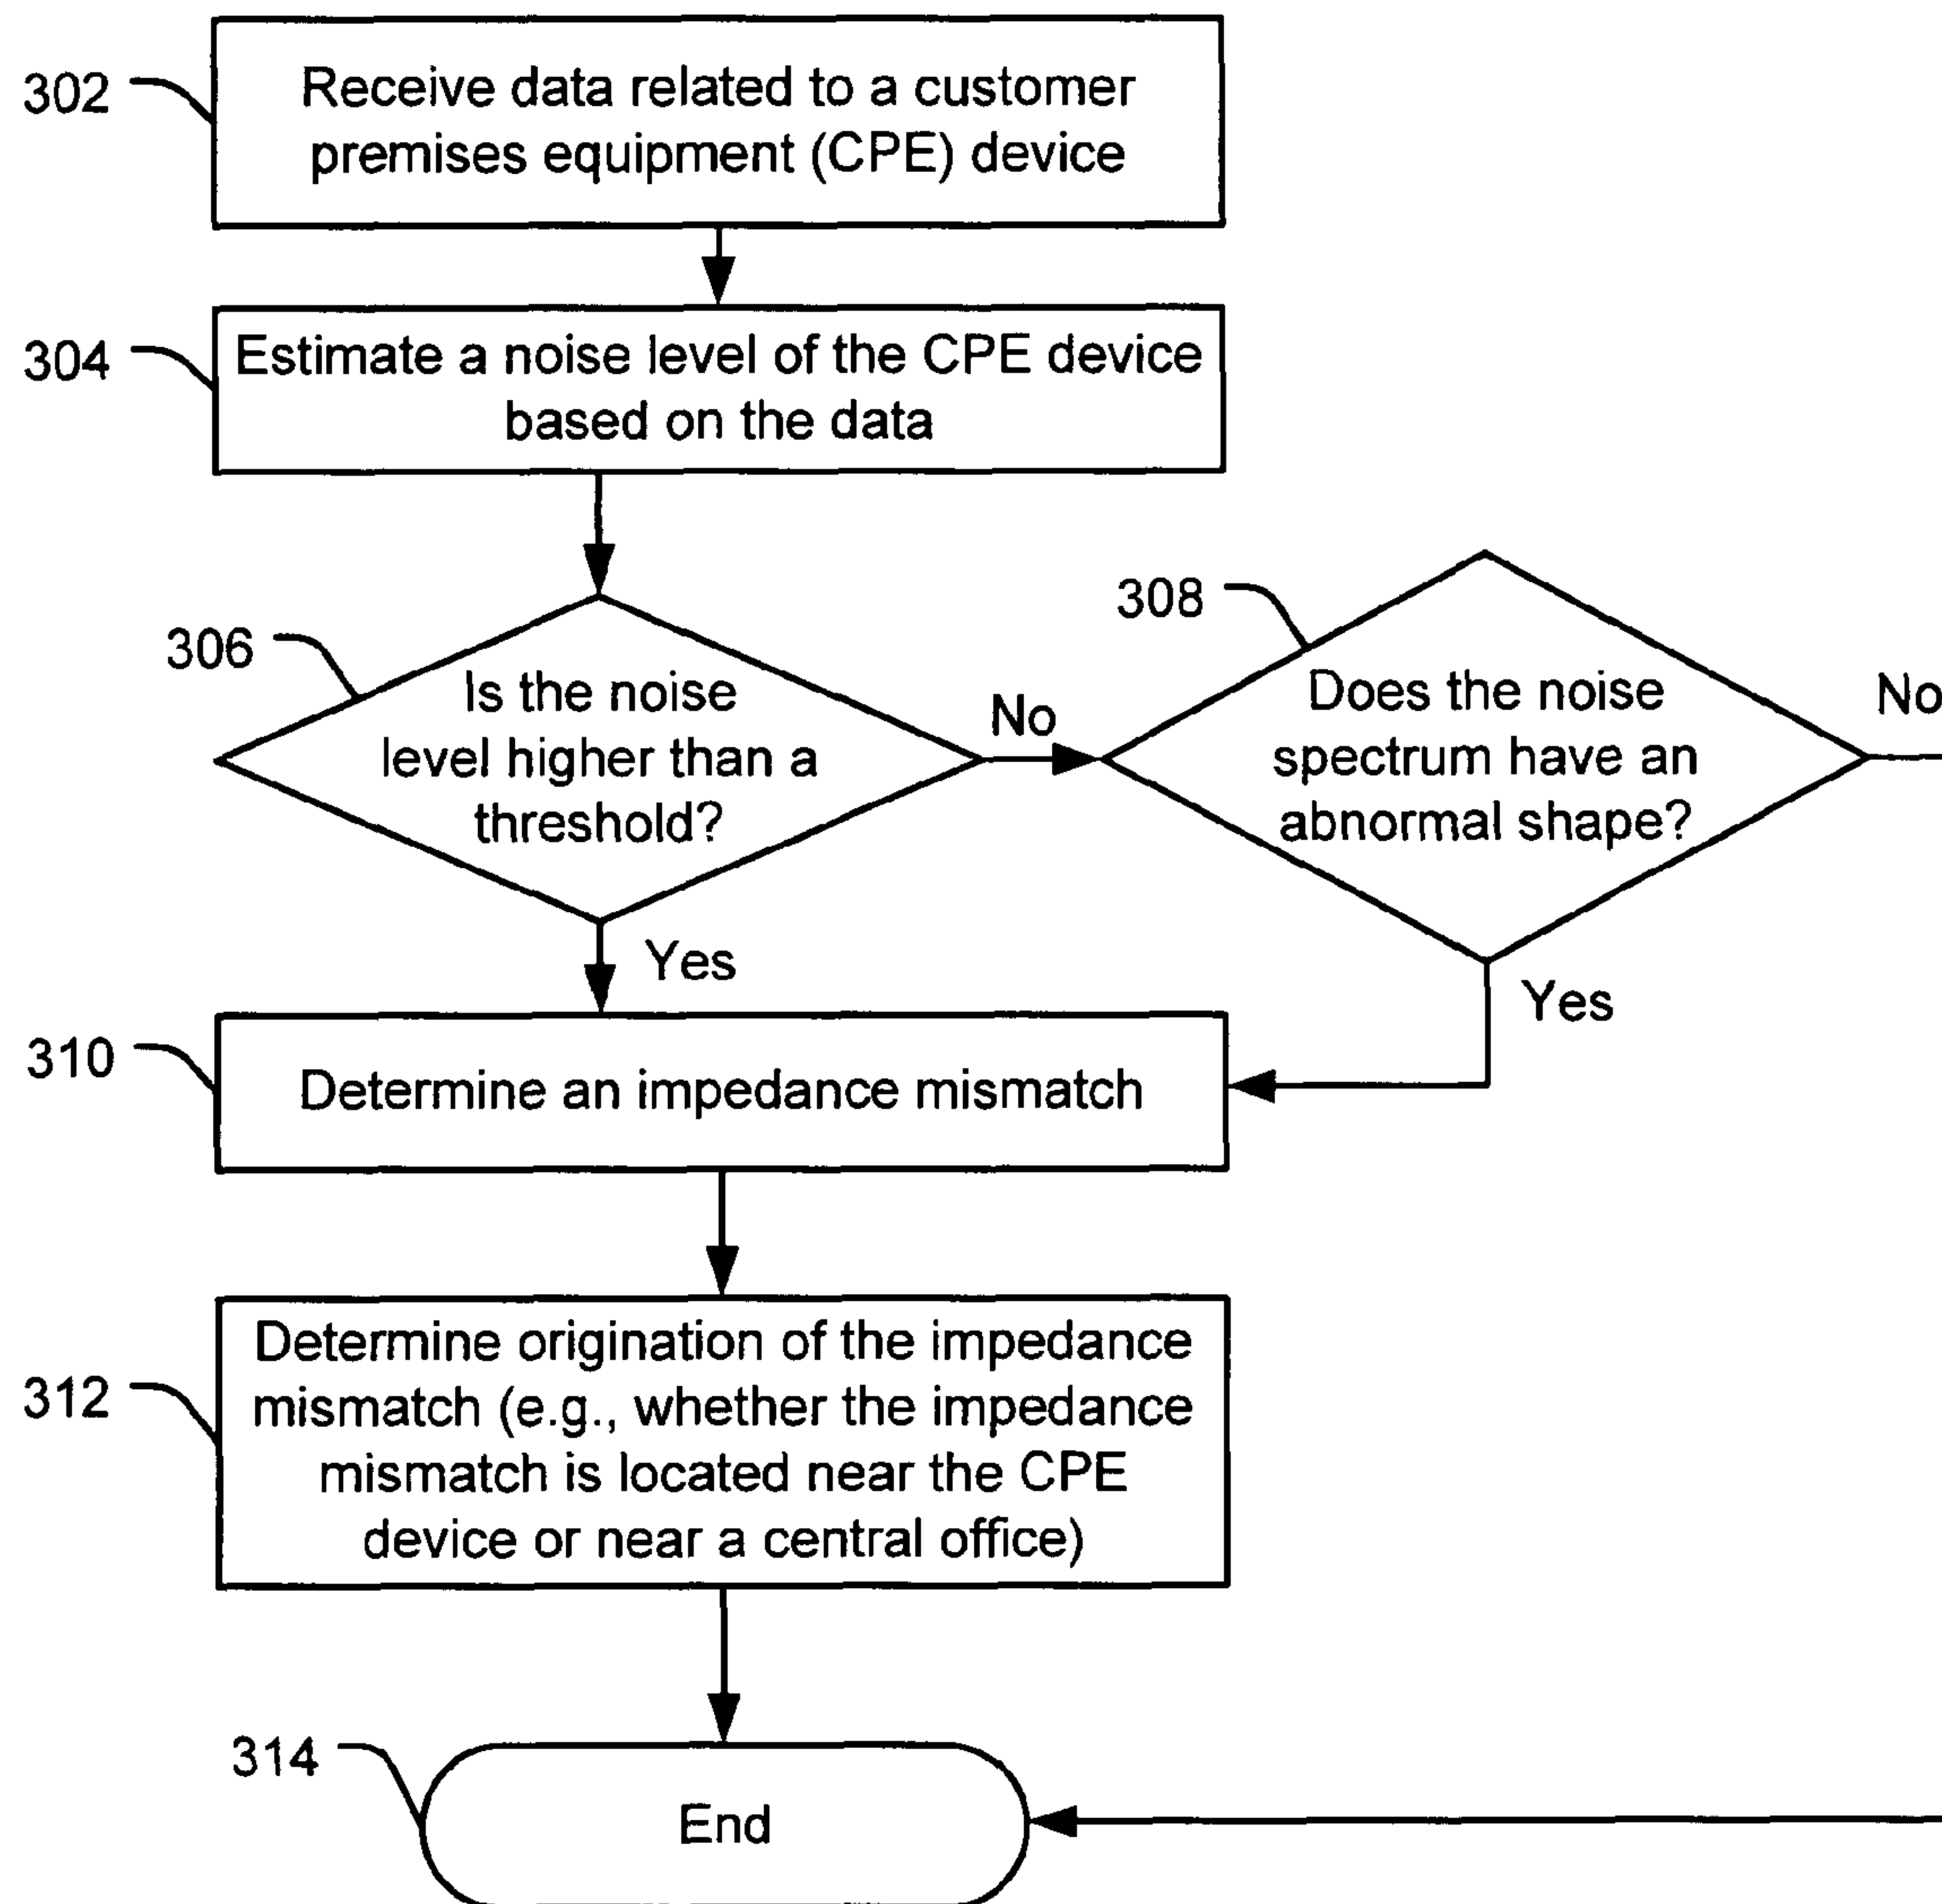 302
Receive data related to a customer
premises equipment (CPE) device
304
Estimate a noise level of the CPE device
based on the data
306
Is the noise
level higher than a
threshold?
No
308
Does the noise
spectrum have an
abnormal shape?
No
Yes
Yes
310
Determine an impedance mismatch
312
Determine origination of the impedance
mismatch (e.g., whether the impedance
mismatch is located near the CPE
device or near a central office)
314
End